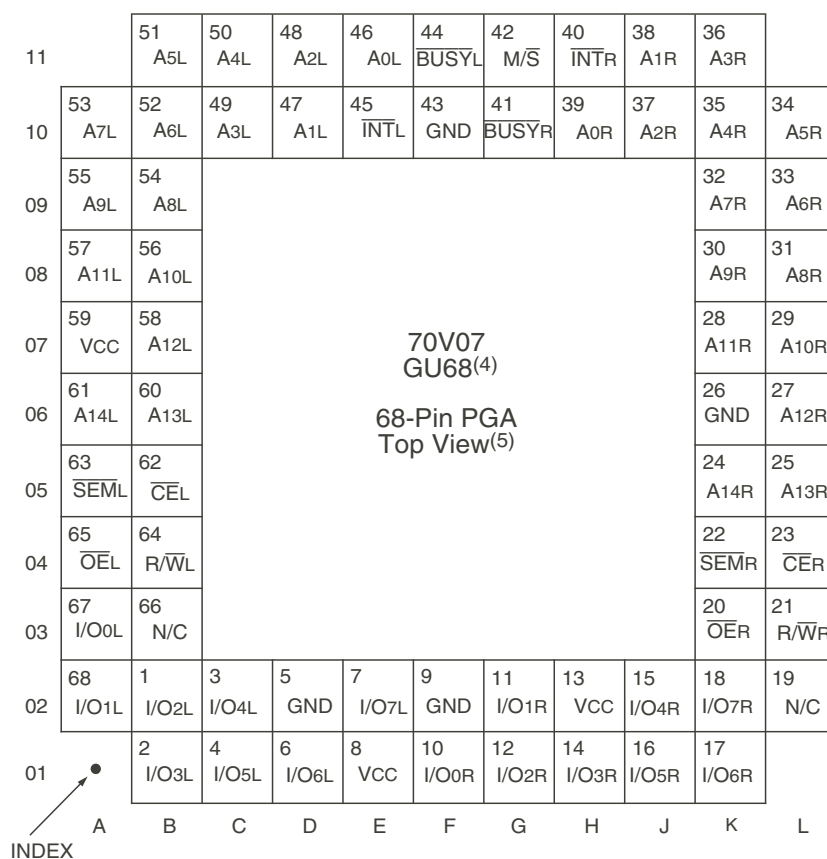 51 50 48 46 44 42 40 38 36
11 A5L A4L A2L A0L BUSYL M/S INTR A1R A3R
53 52 49 47 45 43 41 39 37 35 34
10 A7L A6L A3L A1L INTL GND BUSYR A0R A2R A4R A5R
55 54 32 33
09 A9L A8L A7R A6R
57 56 30 31
08 A11L A10L A9R A8R
59 58 28 29
07 VCC A12L 70V07 A11R A10R
GU68(4)
61 60 26 27
06 A14L A13L 68-Pin PGA GND A12R
Top View(5)
63 62 24 25
05 SEML CEL A14R A13R
65 64 22 23
04 OEL R/WL SEMR CER
67 66 20 21
03 I/O0L N/C OER R/WR
68 1 3 5 7 9 11 13 15 18 19
02 I/O1L I/O2L I/O4L GND I/O7L GND I/O1R VCC I/O4R I/O7R N/C
2 4 6 8 10 12 14 16 17
01 I/O3L I/O5L I/O6L VCC I/O0R I/O2R I/O3R I/O5R I/O6R
A B C D E F G H J K L
INDEX